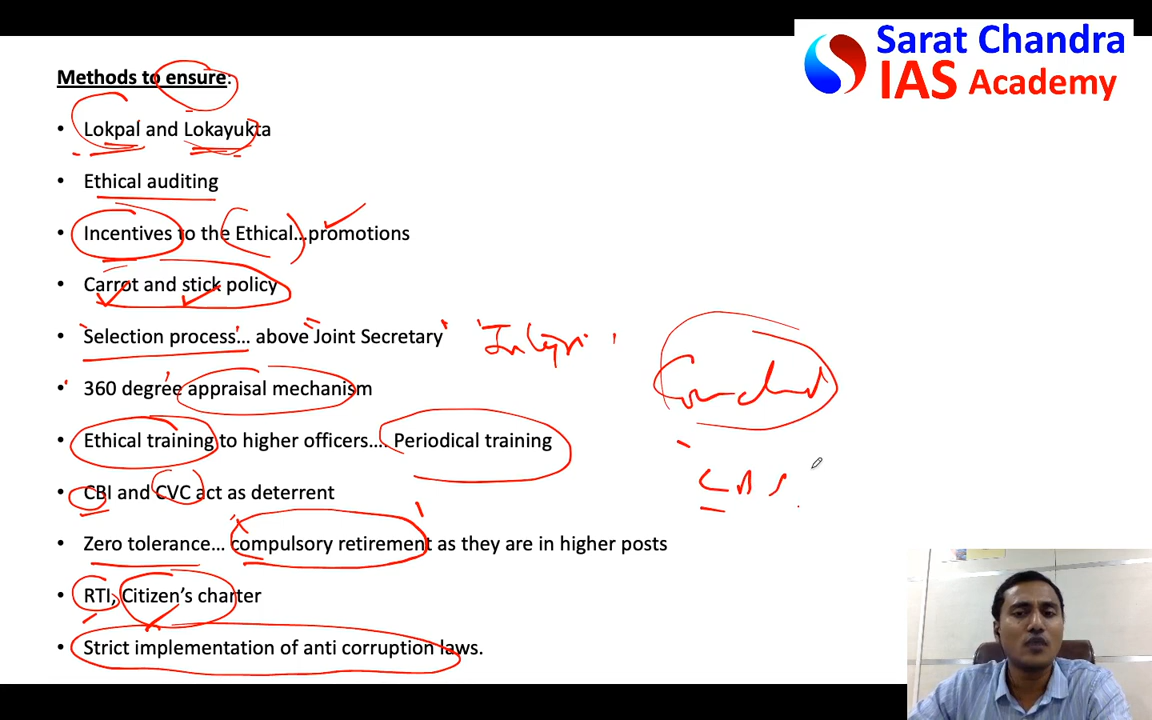 Sarat Chandra
IAS Academy
Methods to ensure:
• Lokpal and Lokayukta
• Ethical auditing
• Incentives to the Ethical...promotions
• Carrot and stick policy
• Selection process... above Joint Secretary
• 360 degree appraisal mechanism
• Ethical training to higher officers.... Periodical training
• CBI and CVC act as deterrent
• Zero tolerance... compulsory retirement as they are in higher posts
• RTI, Citizen's charter
• Strict implementation of anti corruption laws.